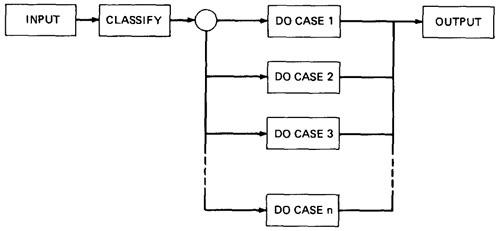 INPUT
CLASSIFY
DO CASE 1
OUTPUT
DO CASE 2
DO CASE 3
DO CASE n